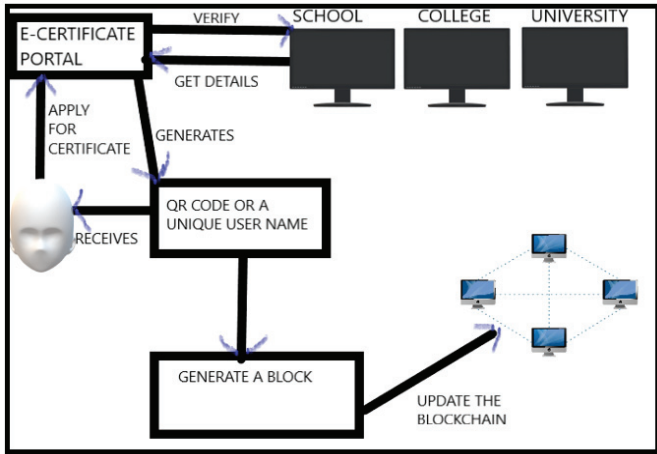 VERIFY
SCHOOL
COLLEGE
UNIVERSITY
E-CERTIFICATE
PORTAL
GET DETAILS
APPLY
FOR
CERTIFICATE
GENERATES
QR CODE OR A
UNIQUE USER NAME
RECEIVES
GENERATE A BLOCK
UPDATE THE
BLOCKCHAIN